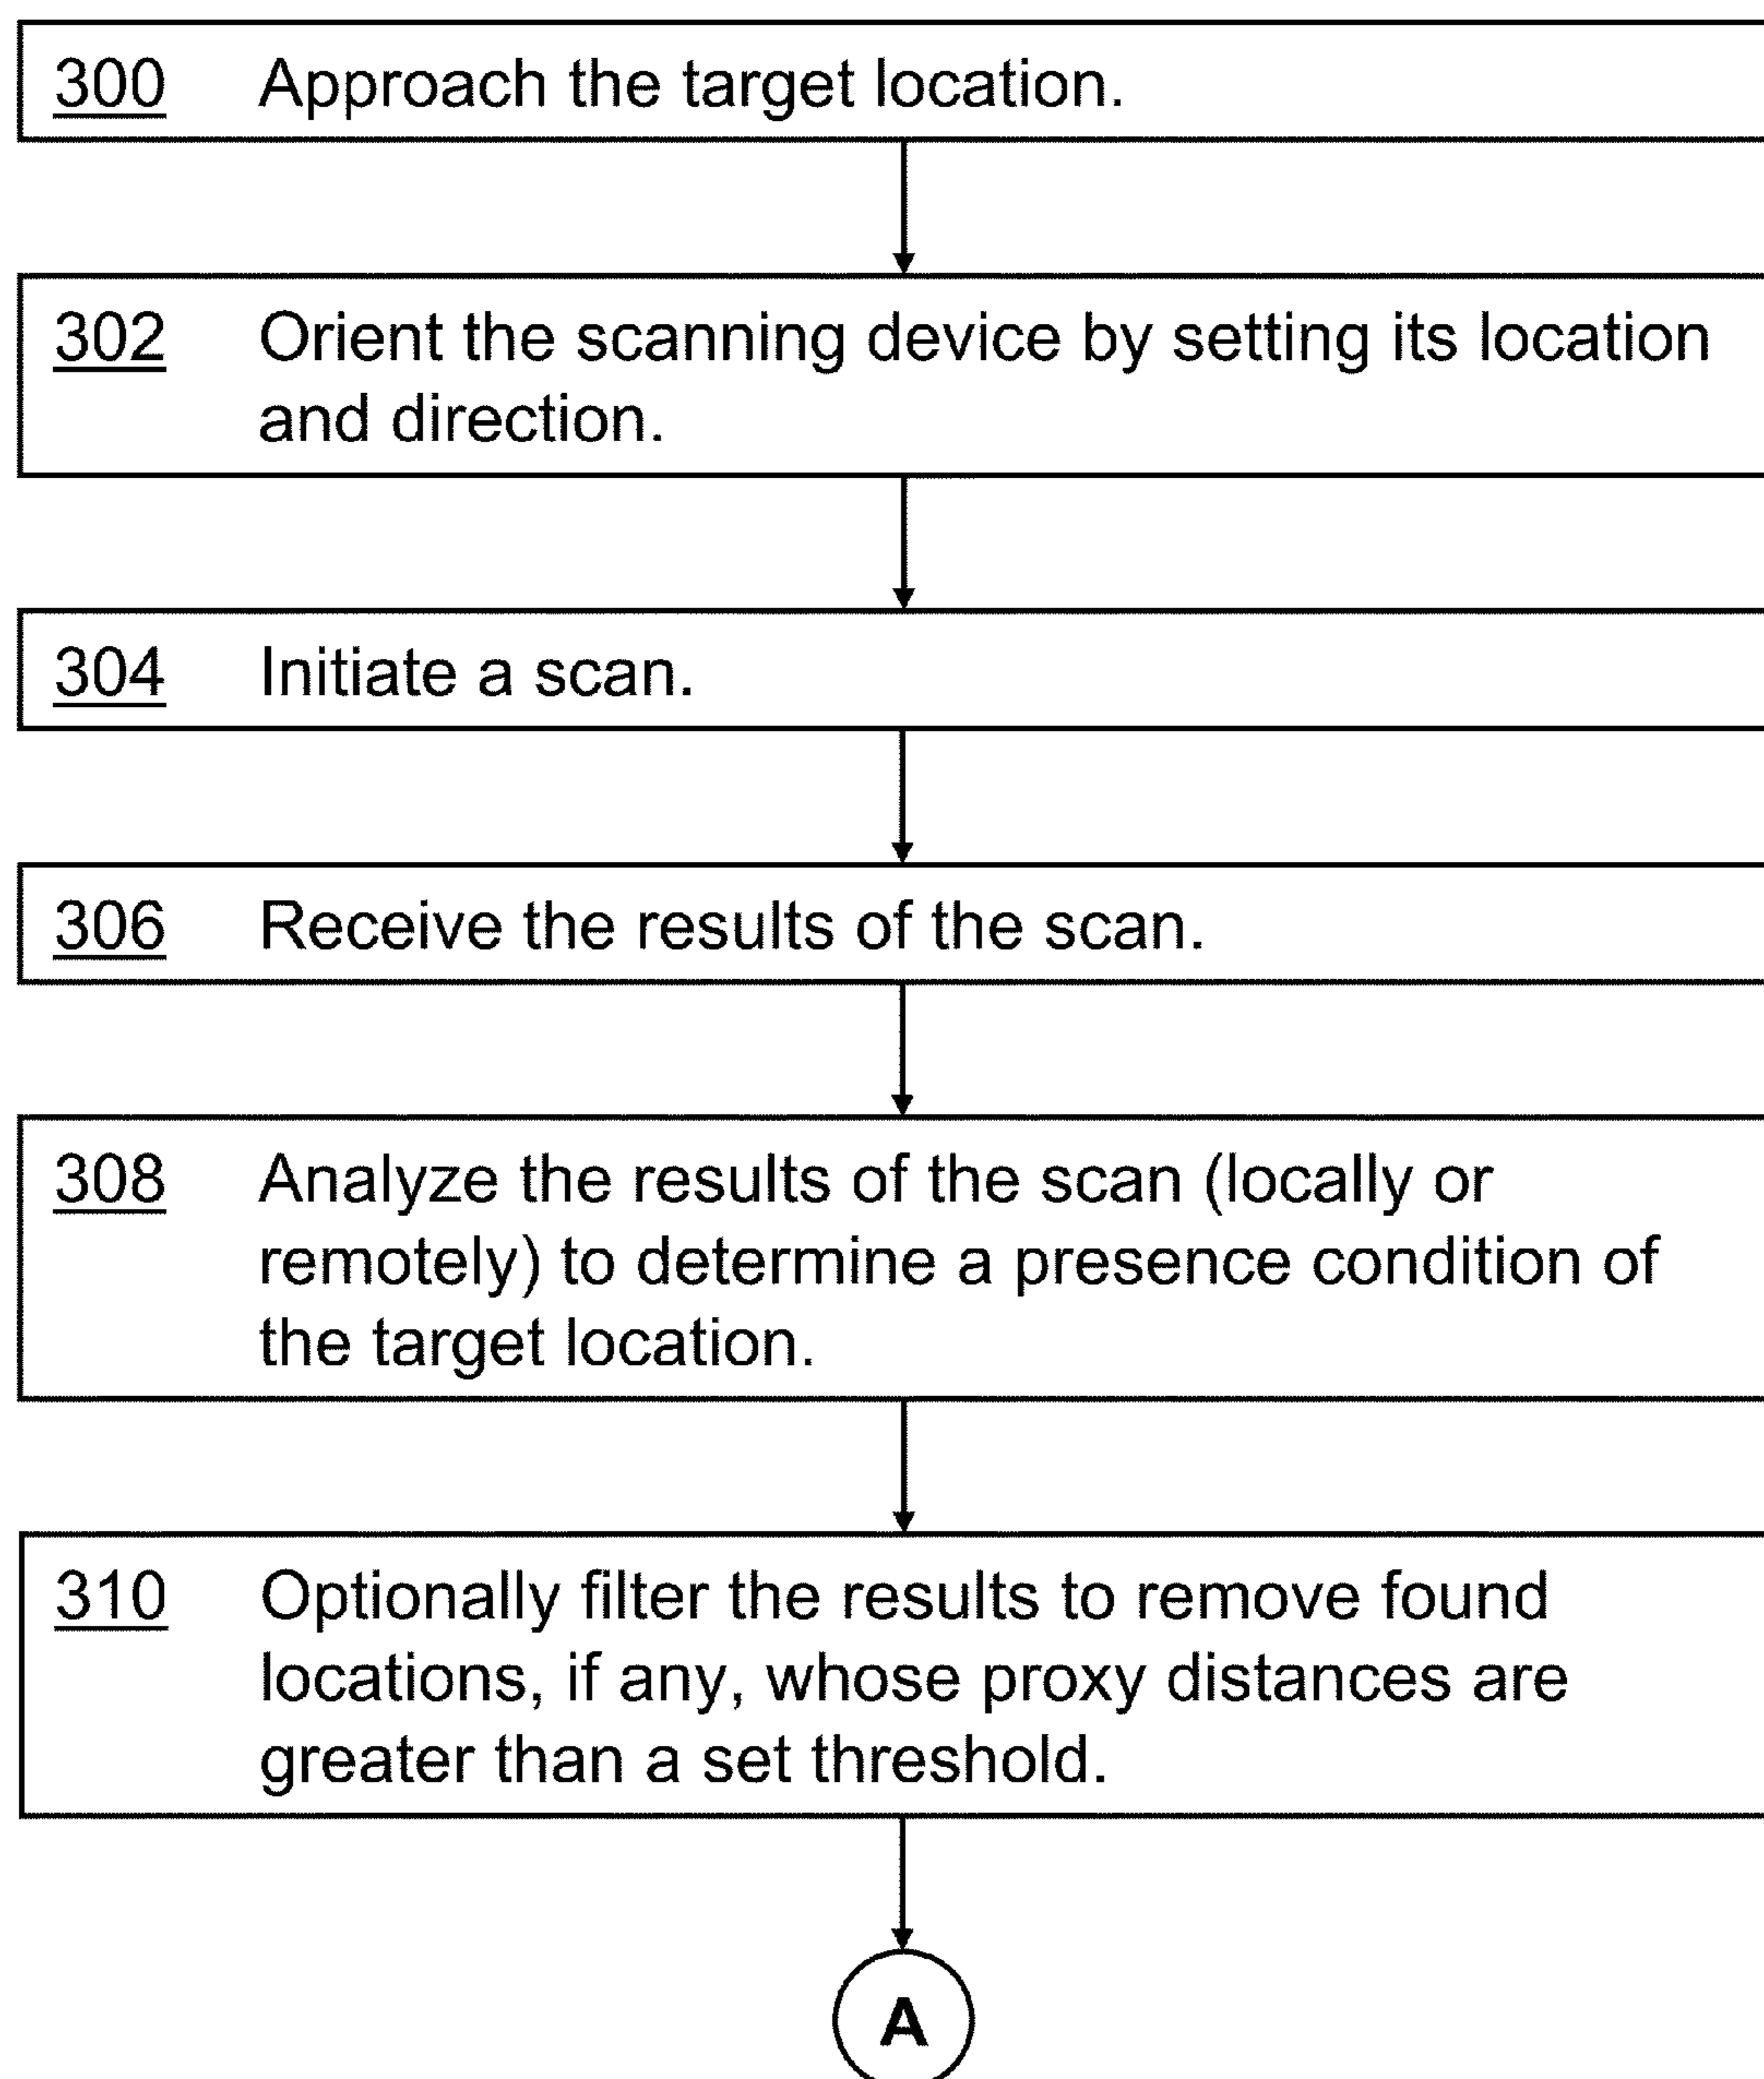 300 Approach the target location.
302 Orient the scanning device by setting its location
and direction.
304 Initiate a scan.
306 Receive the results of the scan.
308 Analyze the results of the scan (locally or
remotely) to determine a presence condition of
the target location.
310 Optionally filter the results to remove found
locations, if any, whose proxy distances are
greater than a set threshold.
A